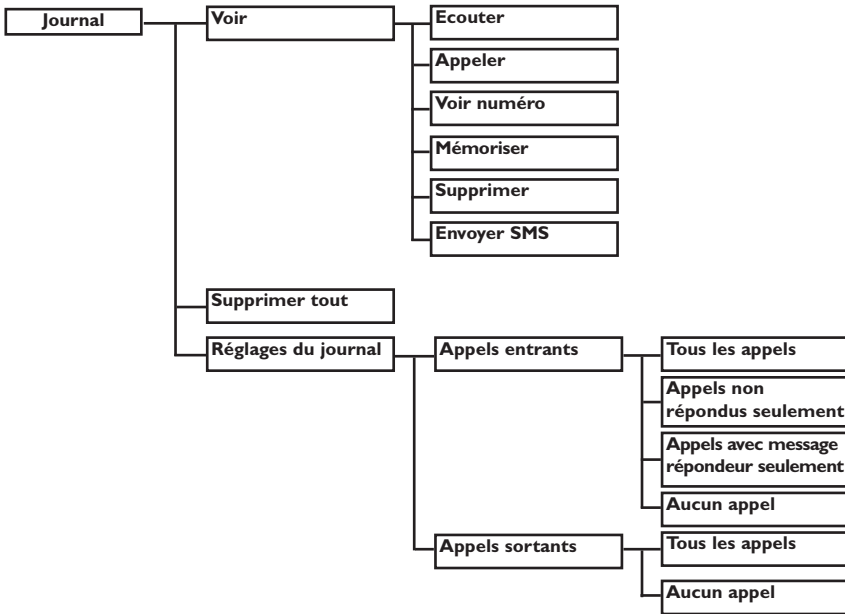 Journal
Voir
Ecouter
Appeler
Voir numéro
Mémoriser
Supprimer
Envoyer SMS
Supprimer tout
Réglages du journal
Appels entrants
Tous les appels
Appels non
répondus seulement
Appels avec message
répondeur seulement
Aucun appel
Appels sortants
Tous les appels
Aucun appel